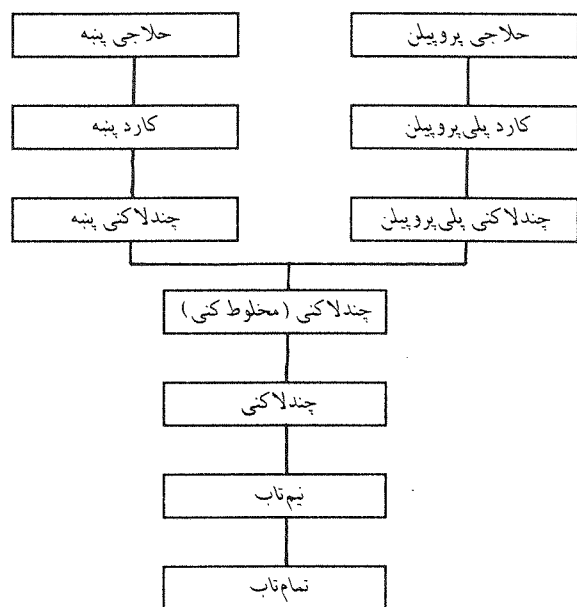 حلاجی پروپیلن
حلاجی پنبه
کارد پلی پروپیلن
کارد پنبه
چندلاکنی پلی پروپیلن
چندلاکنی پنبه
چندلاکنی (مخلوط کنی)
چندلاکنی
نیم تاب
تمام تاب